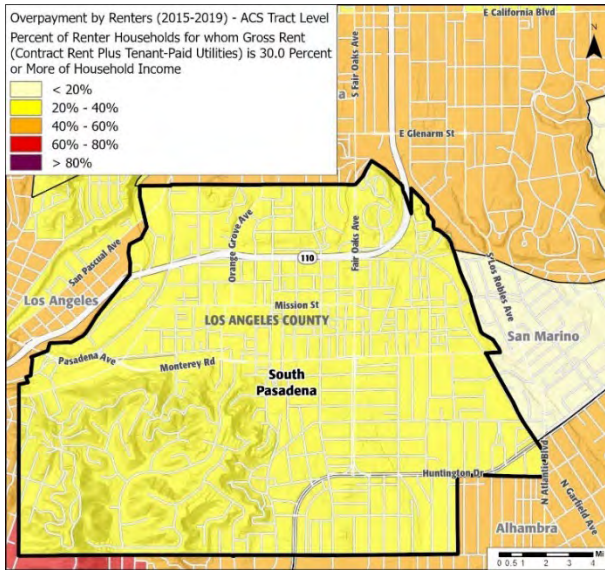 Overpayment by Renters (2015-2019) - ACS Tract Level
Percent of Renter Households for whom Gross Rent
(Contract Rent Plus Tenant-Paid Utilities) is 30.0 Percent
or More of Household Income
< 20%
20% - 40%
40% - 60%
60% - 80%
> 80%
E California Blvd
S Fair Oaks Ave
a
N
E Glenarm St
San Pascual Ave
Orange Grove Ave
Fair Oaks Ave
110
S Los Robles Ave
Los Angeles
Mission St
LOS ANGELES COUNTY
San Marino
Pasadena Ave
Monterey Rd
South
Pasadena
Huntington Dr
N Atlantic Blvd
N Garfield Ave
Alhambra
Mi
0 0.5 1 2 3 4